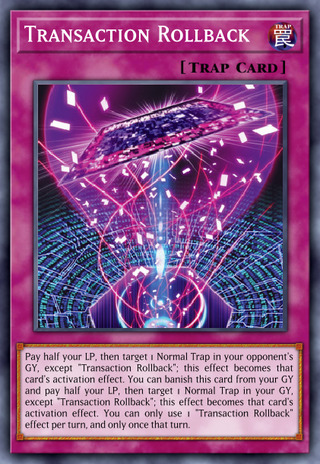 Transaction Rollback
TRAP
罠
[Trap Card]
Pay half your LP, then target 1 Normal Trap in your opponent's
GY, except "Transaction Rollback"; this effect becomes that
card's activation effect. You can banish this card from your GY
and pay half your LP, then target 1 Normal Trap in your GY,
except "Transaction Rollback"; this effect becomes that card's
activation effect. You can only use 1 "Transaction Rollback"
effect per turn, and only once that turn.